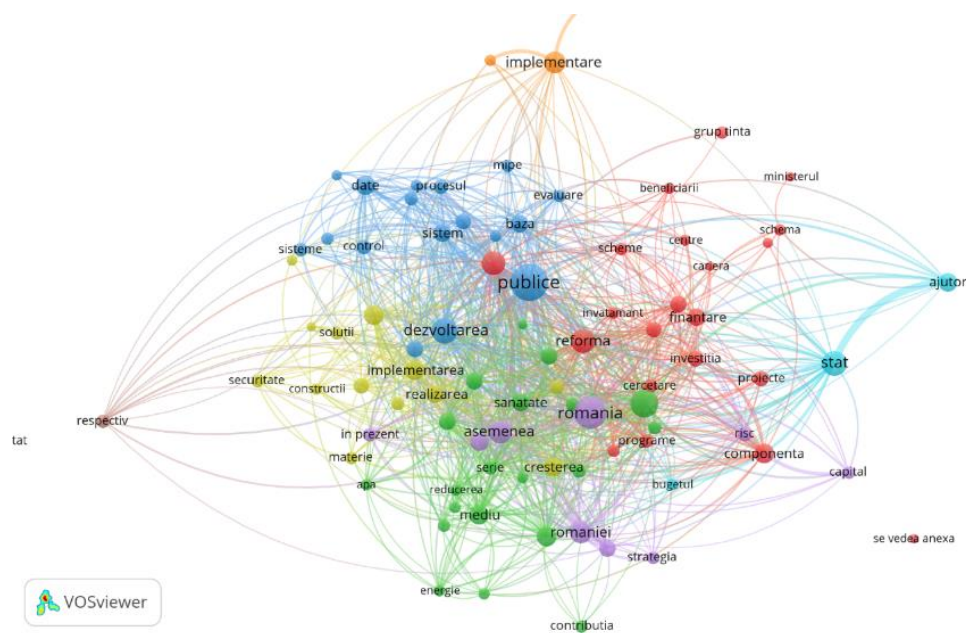 implementare
grup tinta
mipe
ministerul
date
procesul
beneficiarii
evaluare
baza
schema
sistem
sisteme
control
scheme
centre
cariera
ajutor
publice
invatamant
finantare
dezvoltarea
solutii
reforma
investitia
stat
implementarea
securitate
constructii
realizarea
cercetare
proiecte
sanatate
respectiv
romania
tat
in prezent
asemenea
programe
risc
componenta
materie
serie
cresterea
capital
apa
reducerea
bugetul
mediu
romaniei
se vedea anexa
strategia
energie
contributia
VOSviewer